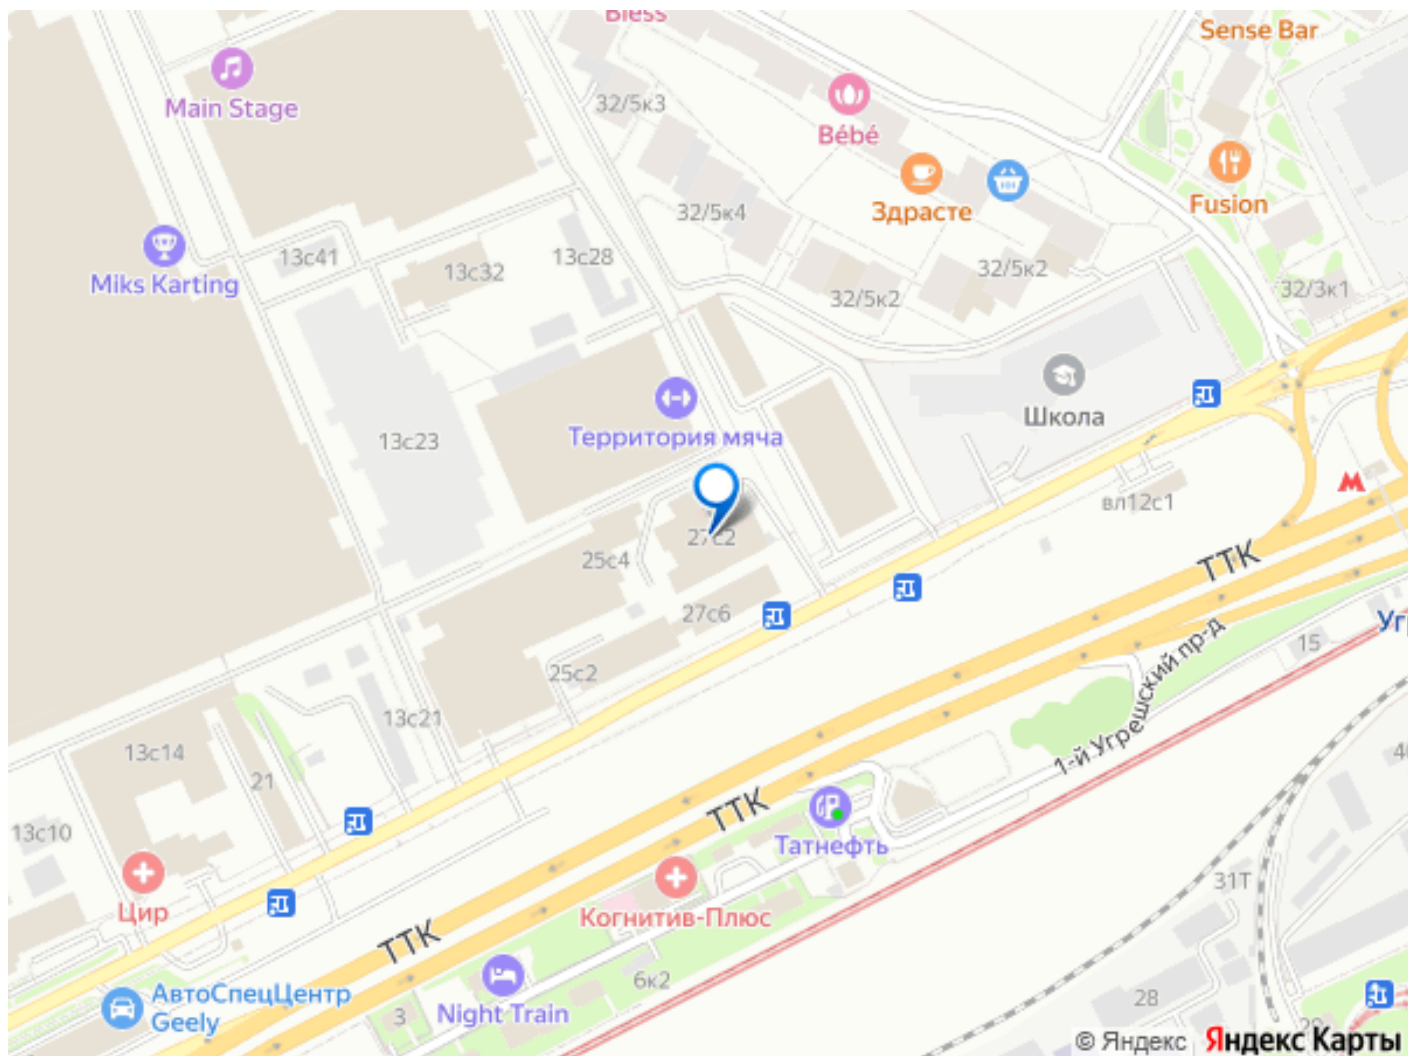 Bless
Sense Bar
Main Stage
32/5к3
Bébé
32/5к4
Здрасте
Fusion
13с41
13с32
13с28
Miks Karting
32/5к2
32/5к2
32/3к1
Школа
Территория мяча
13с23
вл12с1
27с2
25с4
ТТК
27с6
Уг
15
25с2
1-й Угрешский пр-д
13с21
13с14
21
ТТК
13с10
Татнефть
31Т
Цир
Когнитив-Плюс
ТТК
6к2
АвтоСпецЦентр
Geely
Night Train
3
28
© Яндекс
Яндекс Карты